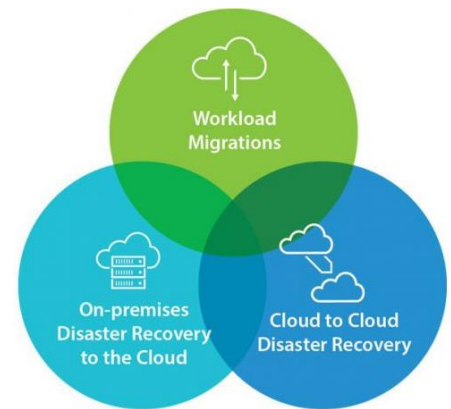 Workload
Migrations
On-premises
Disaster Recovery
to the Cloud
Cloud to Cloud
Disaster Recovery